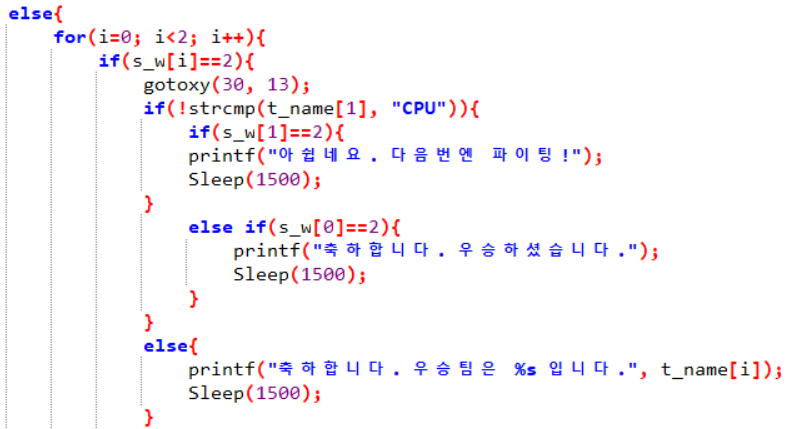 else{
for(i=0; i<2; i++){
if(s_w[i]==2){
gotoxy(30, 13);
if(!strcmp(t_name[1], "CPU")){
if(s_w[1]==2){
printf("아쉽네요. 다음번엔 파이팅!");
Sleep(1500);
}
else if(s_w[0]==2){
printf("축하합니다. 우승하셨습니다.");
Sleep(1500);
}
}
else{
printf("축하합니다. 우승팀은 %s 입니다.", t_name[i]);
Sleep(1500);
}